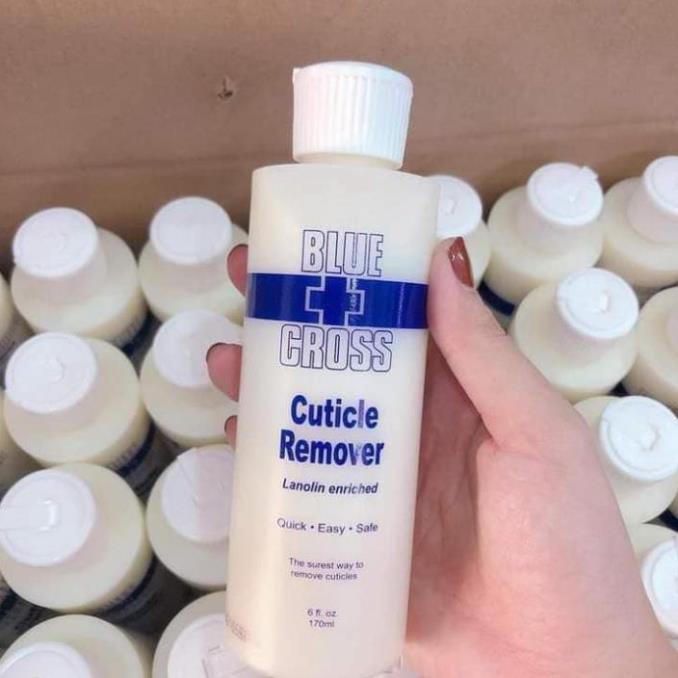 BLUE
CROSS
Cuticle
Remover
Lanolin enriched
Quick • Easy • Safe
The surest way to
remove cuticles
6 fl. oz.
170ml